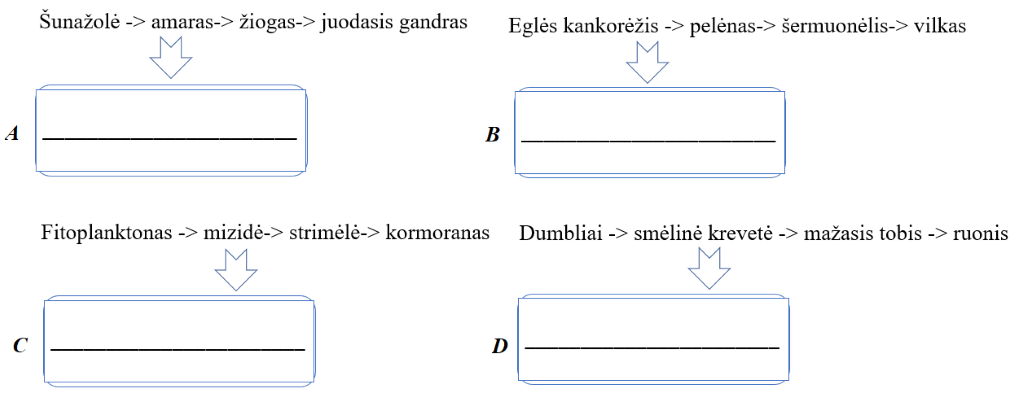 Šunažolė -> amaras-> žiogas-> juodasis gandras
Eglės kankorėžis -> pelėnas-> šermuonėlis-> vilkas
A
B
Fitoplanktonas -> mizidė-> strimėlė-> kormoranas
Dumbliai -> smėlinė krevetė -> mažasis tobis -> ruonis
C
D